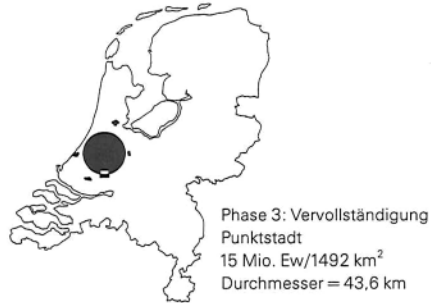 Phase 3: Vervollständigung
Punktstadt
15 Mio. Ew/1492 km²
Durchmesser = 43,6 km